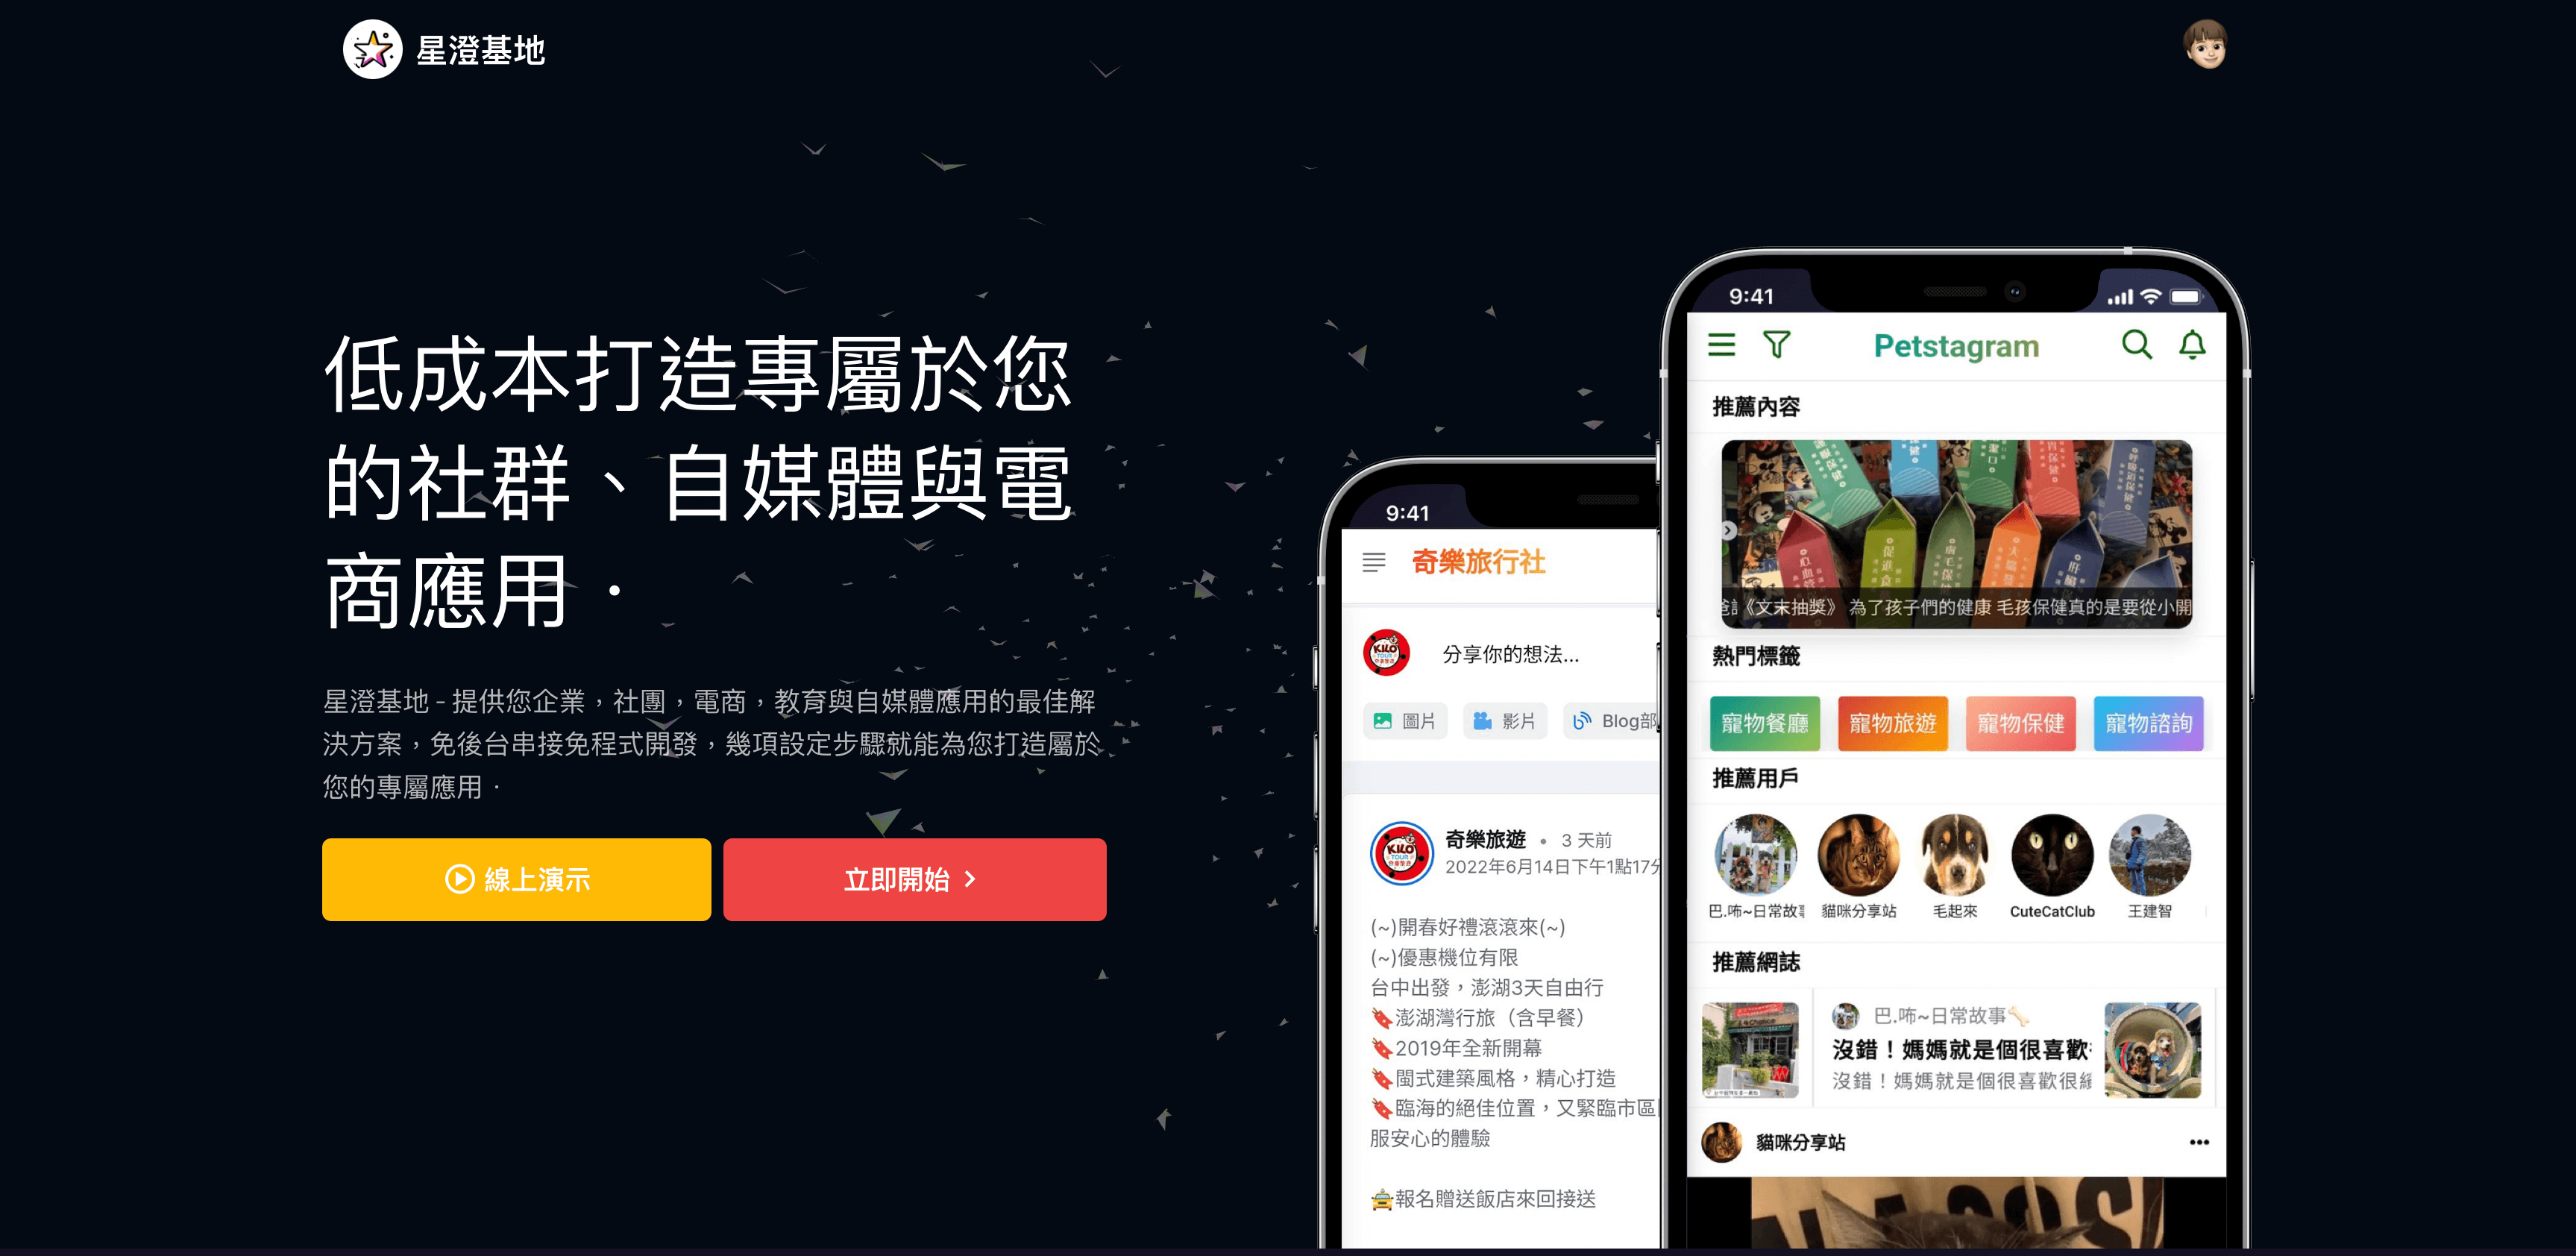 星澄基地
低成本打造專屬於您
的社群、自媒體與電
商應用．
星澄基地 - 提供您企業，社團，電商，教育與自媒體應用的最佳解
決方案，免後台串接免程式開發，幾項設定步驟就能為您打造屬於
您的專屬應用．
線上演示
立即開始
9:41
奇樂旅行社
KILO
TOUR
分享你的想法...
圖片
影片
Blog部
KILO
TOUR
奇樂旅遊 • 3 天前
2022年6月14日下午1點17分
(~)開春好禮滾滾來(~)
(~)優惠機位有限
台中出發，澎湖3天自由行
澎湖灣行旅（含早餐）
2019年全新開幕
閩式建築風格，精心打造
臨海的絕佳位置，又緊臨市區
服安心的體驗
報名贈送飯店來回接送
9:41
Petstagram
推薦內容
《文末抽獎》 為了孩子們的健康 毛孩保健真的是要從小開
熱門標籤
寵物餐廳
寵物旅遊
寵物保健
寵物諮詢
推薦用戶
巴.咘~日常故事
貓咪分享站
毛起來
CuteCatClub
王建智
推薦網誌
巴.咘~日常故事
沒錯！媽媽就是個很喜歡
沒錯！媽媽就是個很喜歡很
貓咪分享站